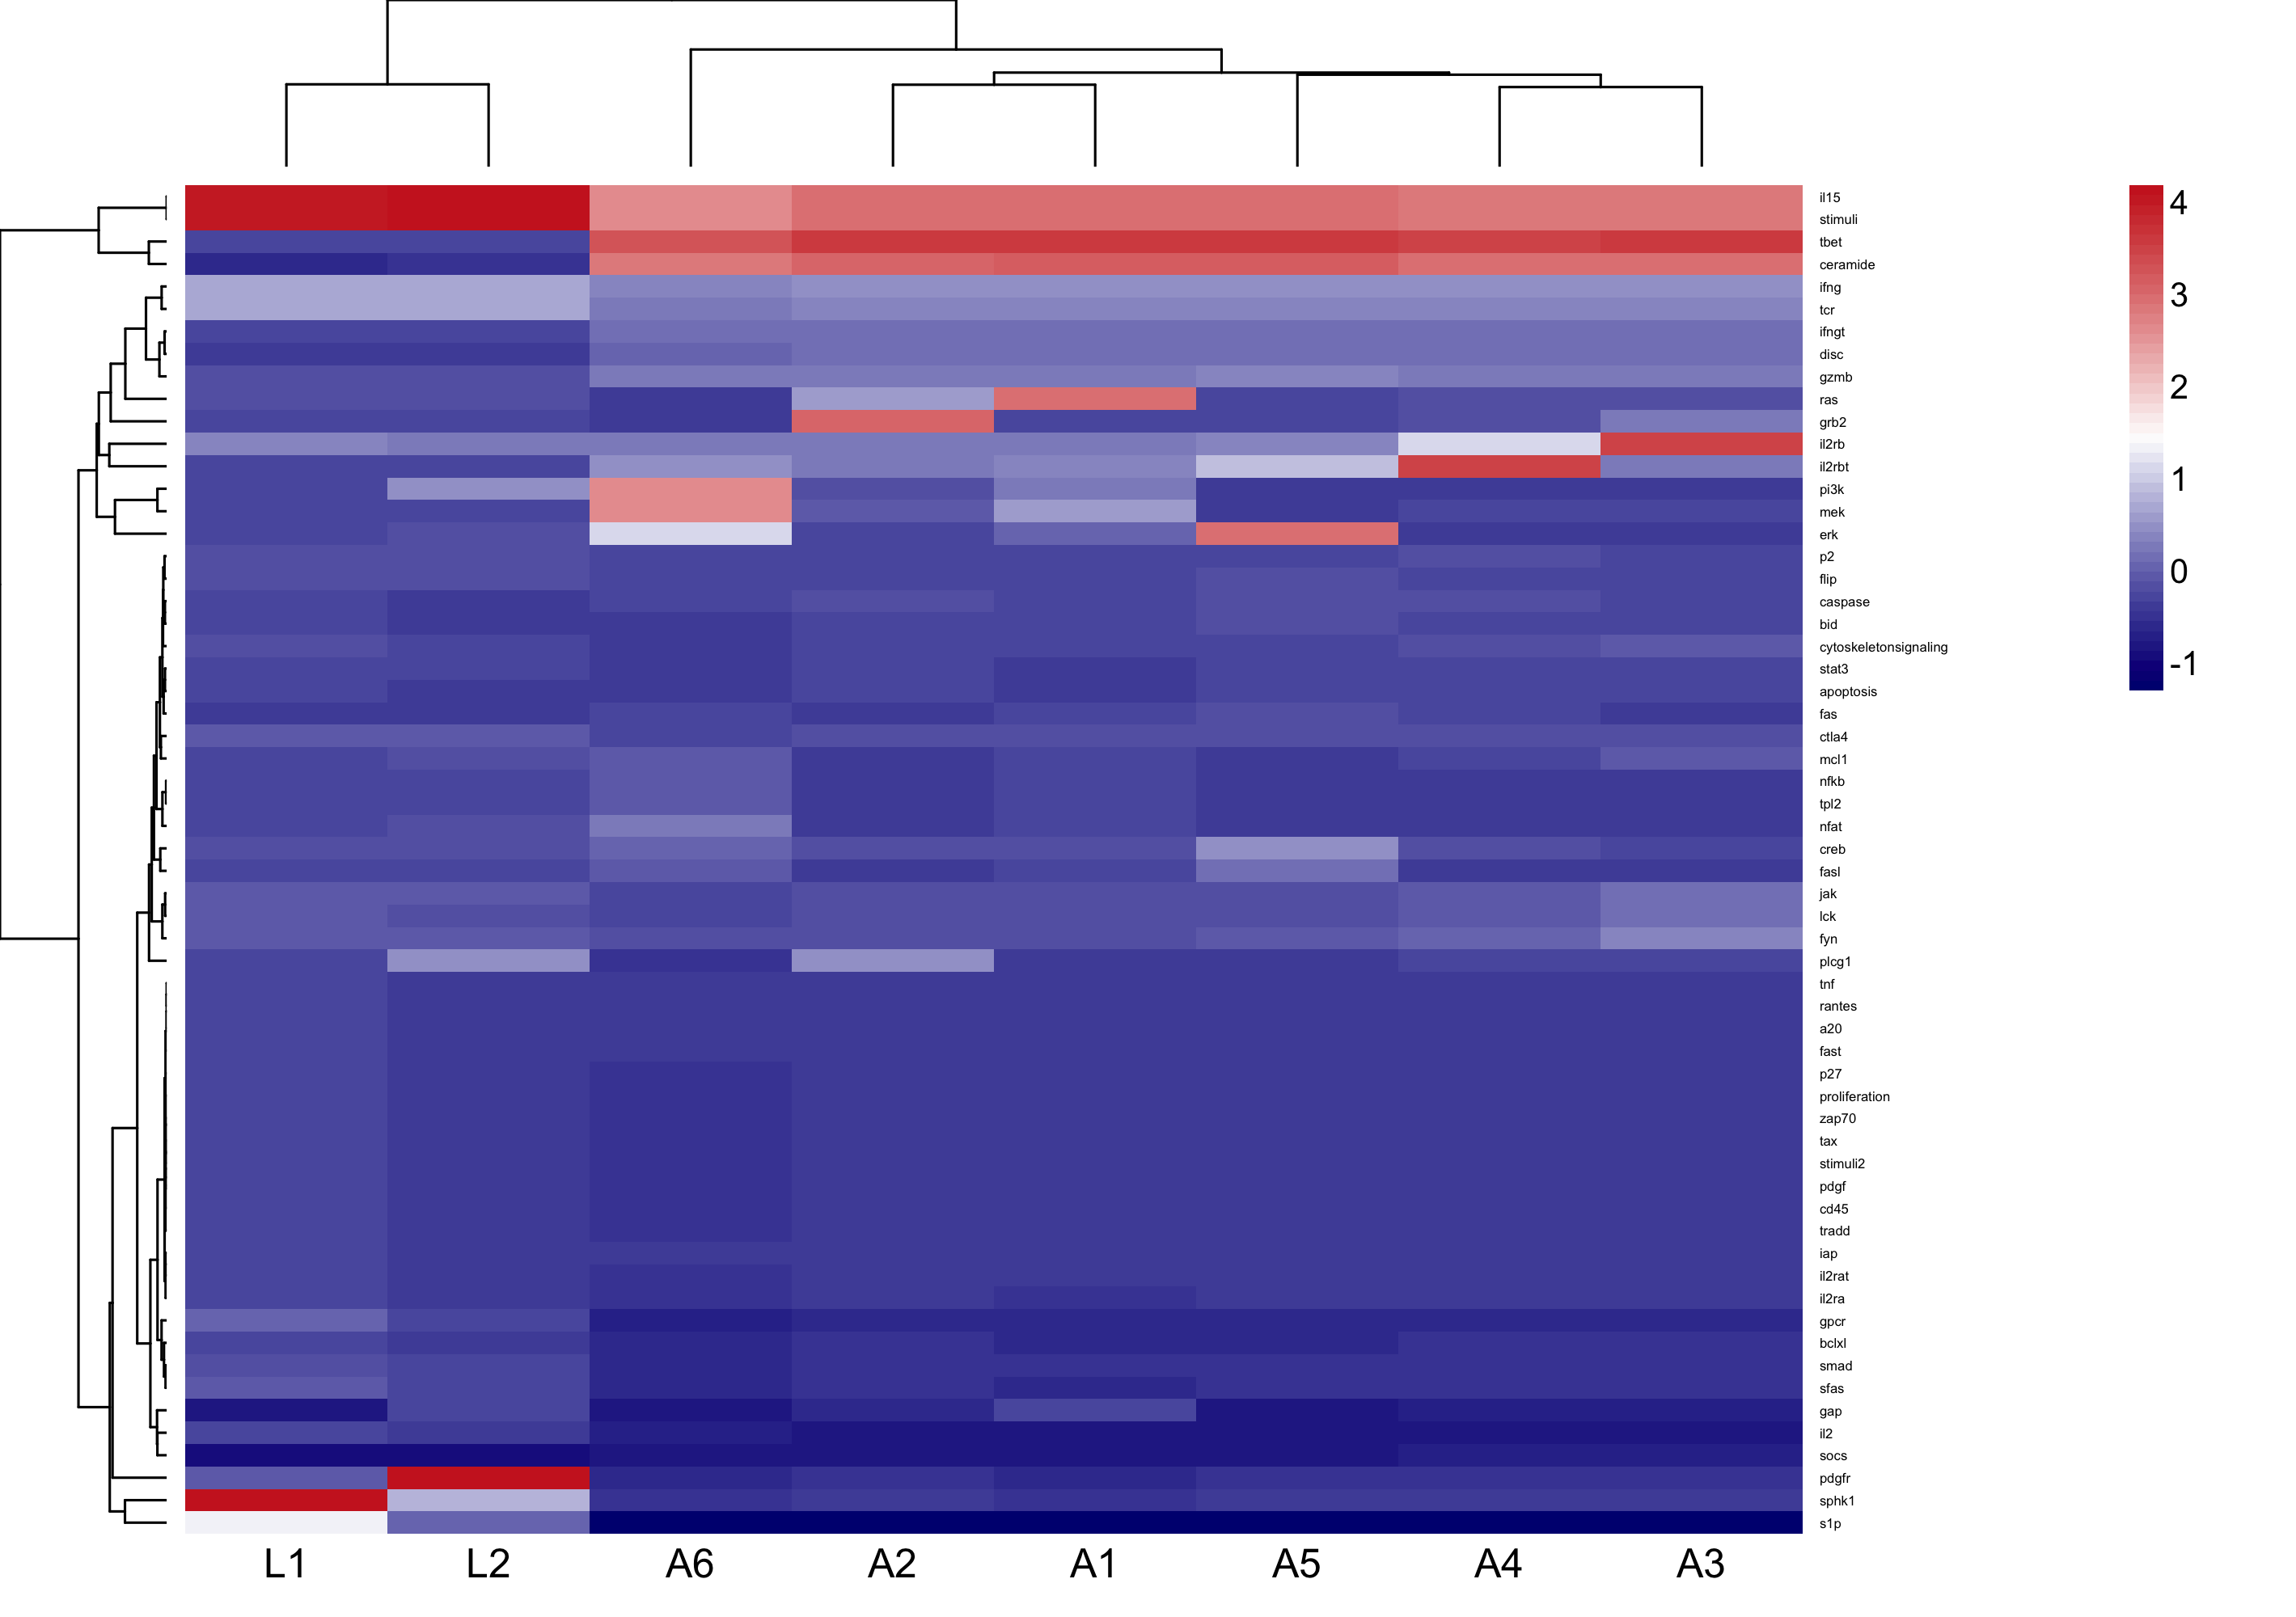 il15
stimuli
tbet
ceramide
ifng
tcr
ifngt
disc
gzmb
ras
grb2
il2rb
il2rbt
pi3k
mek
erk
p2
flip
caspase
bid
cytoskeletonsignaling
stat3
apoptosis
fas
ctla4
mcl1
nfkb
tpl2
nfat
creb
fasl
jak
lck
fyn
plcg1
tnf
rantes
a20
fast
p27
proliferation
zap70
tax
stimuli2
pdgf
cd45
tradd
iap
il2rat
il2ra
gpcr
bclxl
smad
sfas
gap
il2
socs
pdgfr
sphk1
s1p
L1 L2 A6 A2 A1 A5 A4 A3
4
3
2
1
0
-1